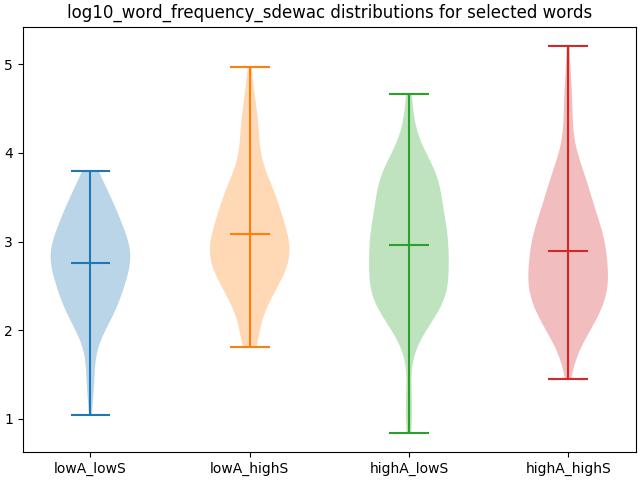 log10_word_frequency_sdewac distributions for selected words
5
4
3
2
1
lowA_lowS
lowA_highS
highA_lowS
highA_highS